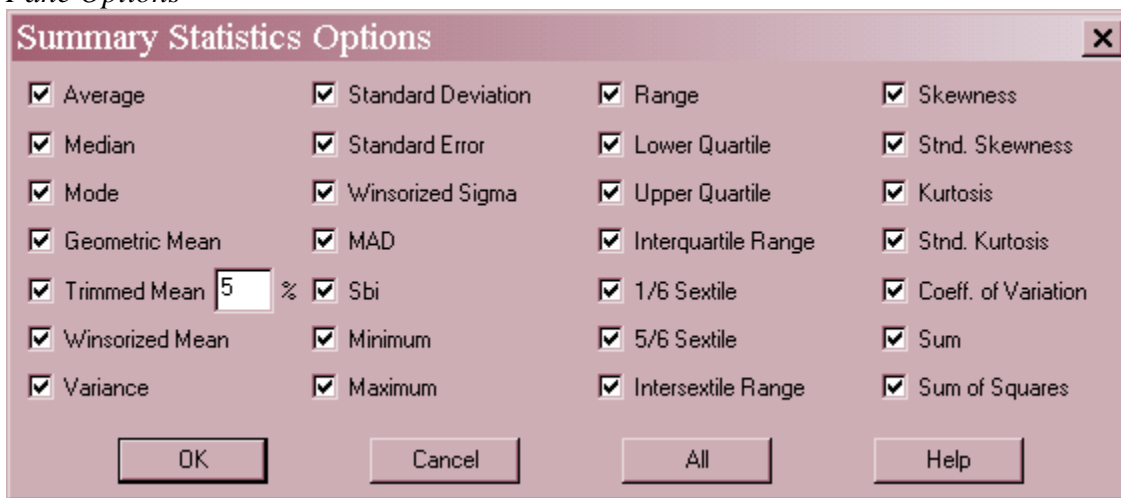 Pane Options
Summary Statistics Options
Average Standard Deviation Range Skewness
Median Standard Error Lower Quartile Stnd. Skewness
Mode Winsorized Sigma Upper Quartile Kurtosis
Geometric Mean MAD Interquartile Range Stnd. Kurtosis
Trimmed Mean 5 % Sbi 1/6 Sextile Coeff. of Variation
Winsorized Mean Minimum 5/6 Sextile Sum
Variance Maximum Intersextile Range Sum of Squares
OK Cancel All Help